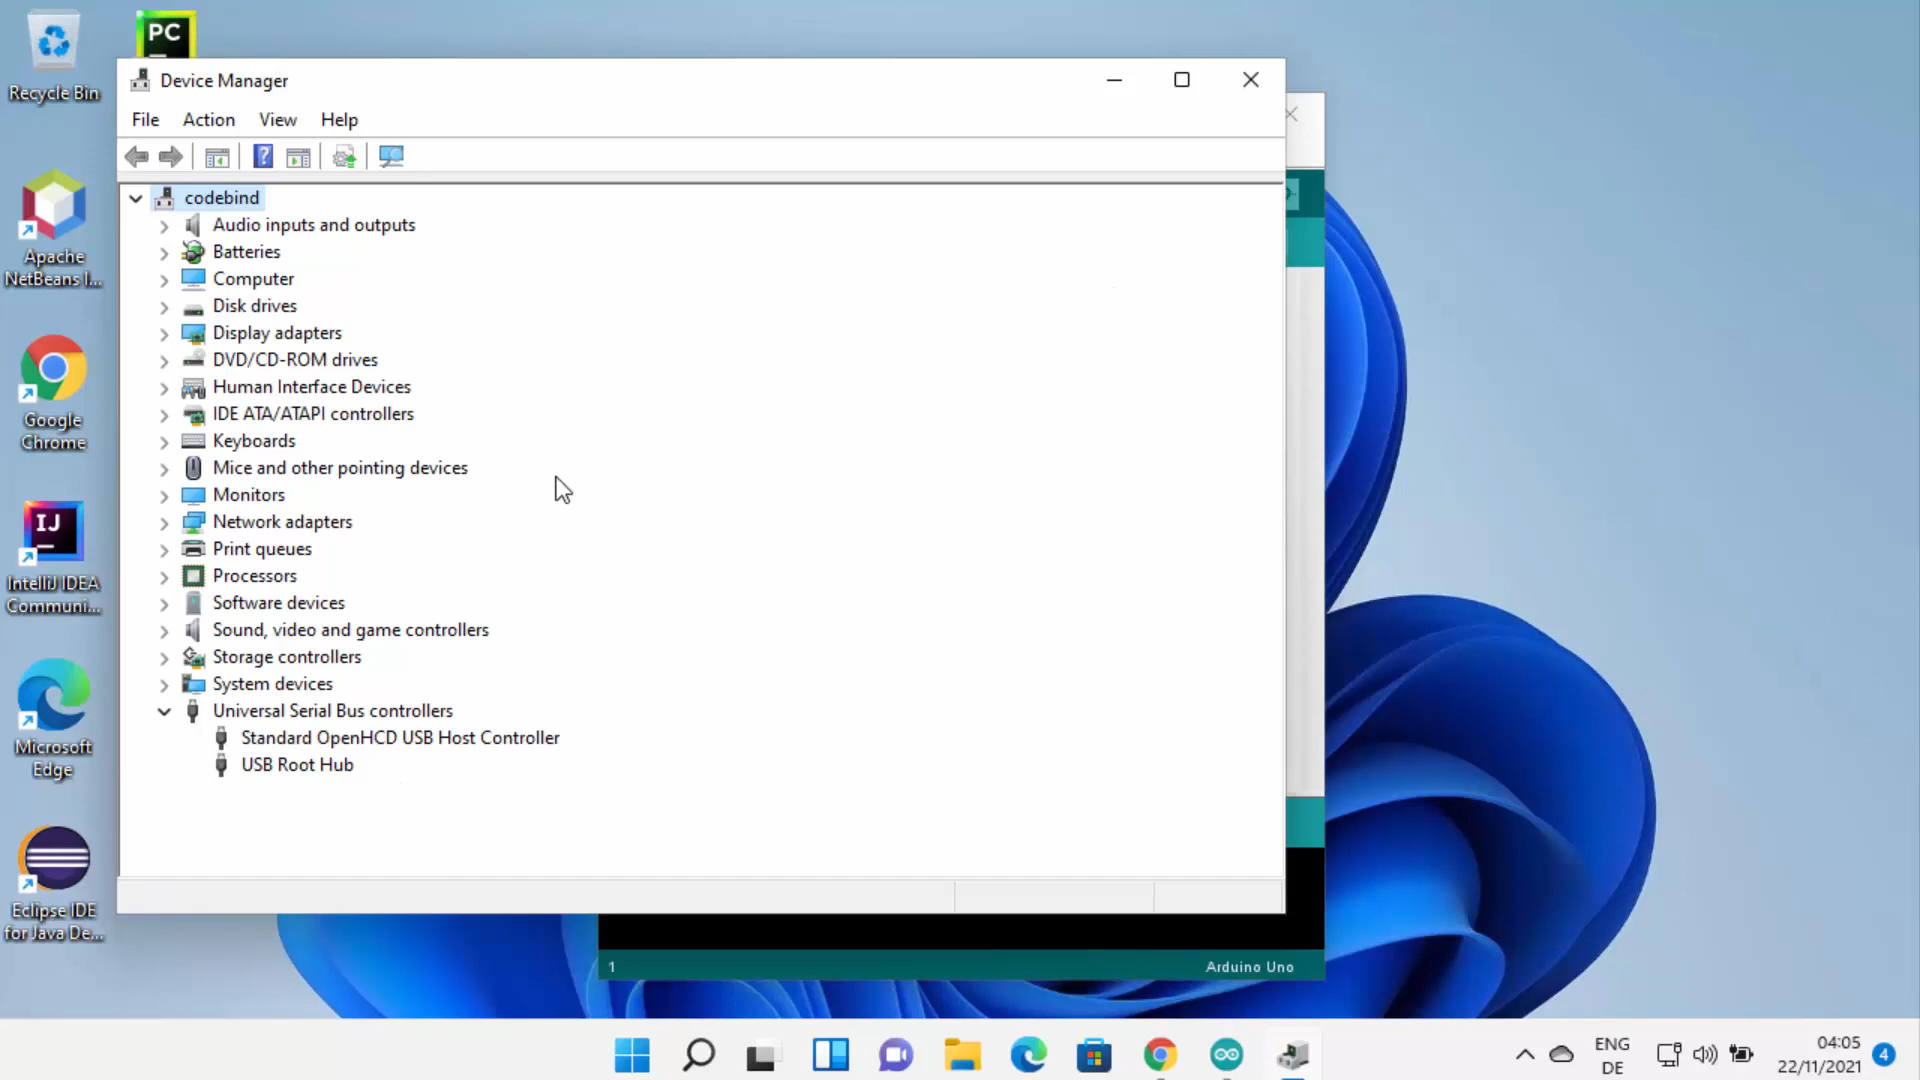 PC
Recycle Bin
Device Manager
File Action View Help
codebind
Audio inputs and outputs
Batteries
Computer
Disk drives
Display adapters
DVD/CD-ROM drives
Human Interface Devices
IDE ATA/ATAPI controllers
Keyboards
Mice and other pointing devices
Monitors
Network adapters
Print queues
Processors
Software devices
Sound, video and game controllers
Storage controllers
System devices
Universal Serial Bus controllers
Standard OpenHCD USB Host Controller
USB Root Hub
Apache
NetBeans I...
Google
Chrome
IJ
IntelliJ IDEA
Communi...
Microsoft
Edge
Eclipse IDE
for Java De...
1
Arduino Uno
ENG
DE
04:05
22/11/2021
4